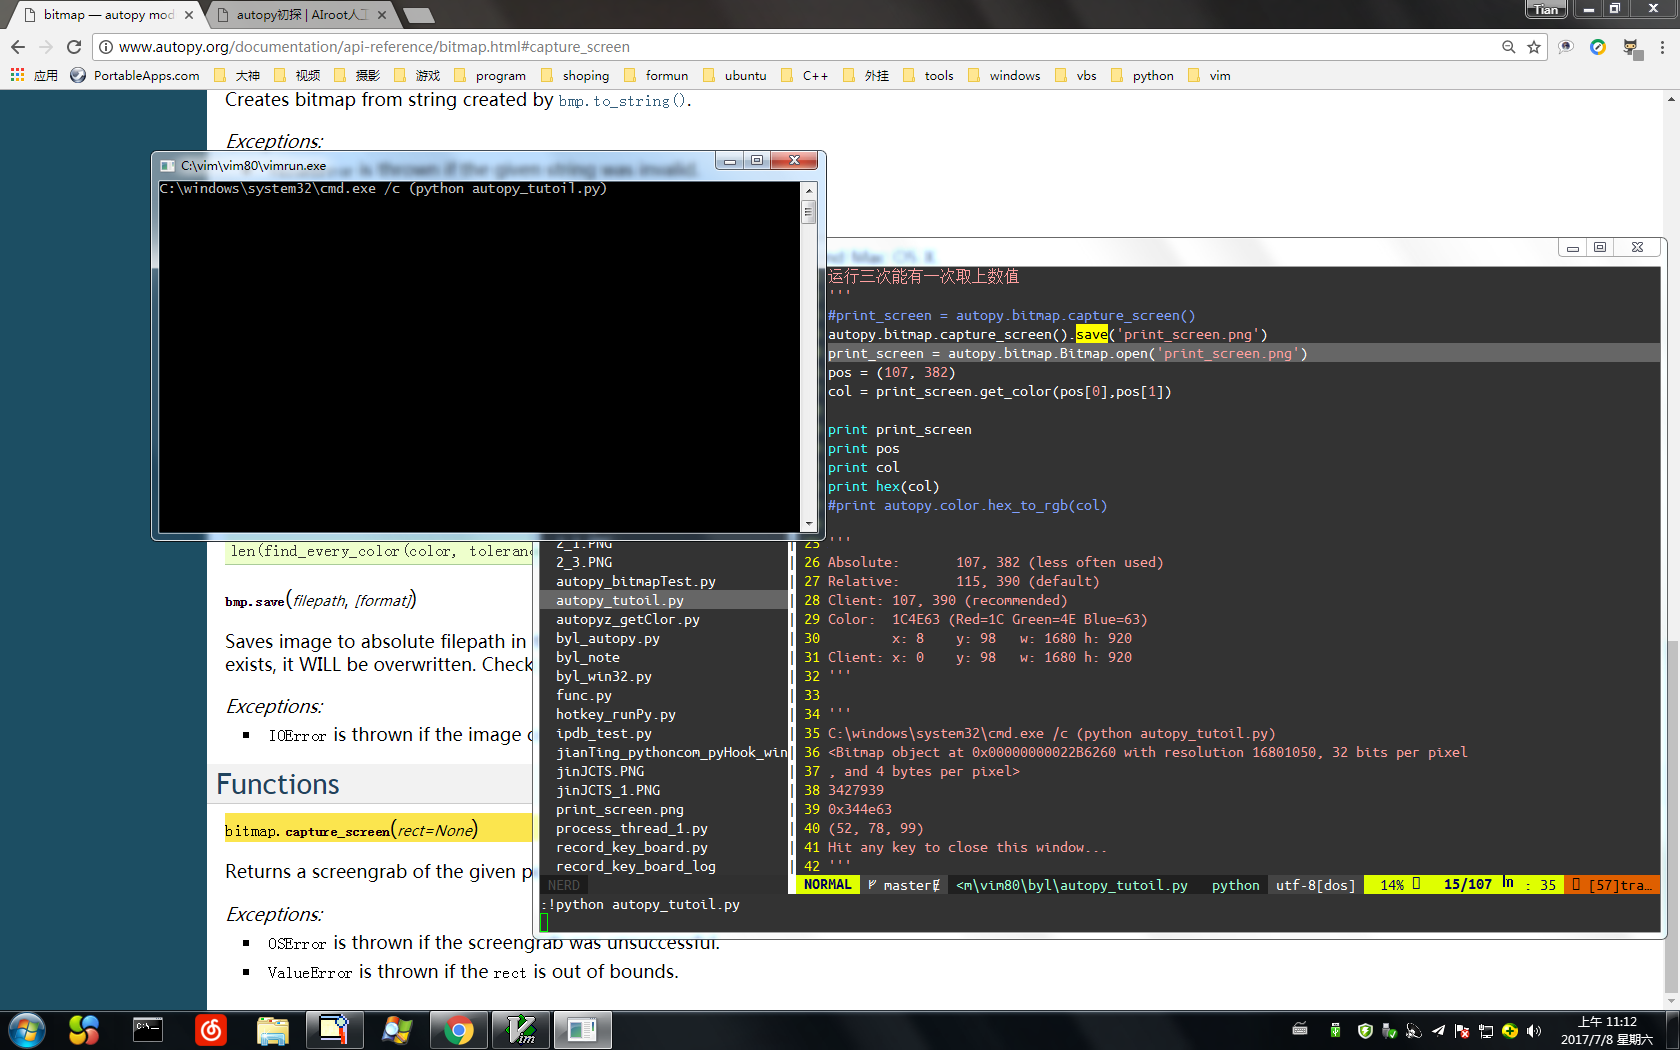 bitmap — autopy mod
autopy初探 | AIroot人工
Tian
www.autopy.org/documentation/api-reference/bitmap.html#capture_screen
应用
PortableApps.com
大神
视频
摄影
游戏
program
shoping
formun
ubuntu
C++
外挂
tools
windows
vbs
python
vim
Creates bitmap from string created by bmp.to_string().
Exceptions:
is thrown if the given string was invalid.
C:\vim\vim80\vimrun.exe
C:\windows\system32\cmd.exe /c (python autopy_tutoil.py)
nd Mac OS X
运行三次能有一次取上数值
'''
#print_screen = autopy.bitmap.capture_screen()
autopy.bitmap.capture_screen().save('print_screen.png')
print_screen = autopy.bitmap.Bitmap.open('print_screen.png')
pos = (107, 382)
col = print_screen.get_color(pos[0],pos[1])
print print_screen
print pos
print col
print hex(col)
#print autopy.color.hex_to_rgb(col)
25 '''
26 Absolute: 107, 382 (less often used)
27 Relative: 115, 390 (default)
28 Client: 107, 390 (recommended)
29 Color: 1C4E63 (Red=1C Green=4E Blue=63)
30 x: 8 y: 98 w: 1680 h: 920
31 Client: x: 0 y: 98 w: 1680 h: 920
32 '''
33
34 '''
35 C:\windows\system32\cmd.exe /c (python autopy_tutoil.py)
36 <Bitmap object at 0x00000000022B6260 with resolution 16801050, 32 bits per pixel
37 , and 4 bytes per pixel>
38 3427939
39 0x344e63
40 (52, 78, 99)
41 Hit any key to close this window...
42 '''
2_1.PNG
2_3.PNG
autopy_bitmapTest.py
autopy_tutoil.py
autopyz_getClor.py
byl_autopy.py
byl_note
byl_win32.py
func.py
hotkey_runPy.py
ipdb_test.py
jianTing_pythoncom_pyHook_win
jinJCTS.PNG
jinJCTS_1.PNG
print_screen.png
process_thread_1.py
record_key_board.py
record_key_board_log
NERD
NORMAL
master
<m\vim80\byl\autopy_tutoil.py
python
utf-8[dos]
14%
15/107
: 35
[57]tra…
:!python autopy_tutoil.py
len(find_every_color(color, toleranc
bmp.save(filepath, [format])
Saves image to absolute filepath in
exists, it WILL be overwritten. Check
Exceptions:
IOError is thrown if the image c
Functions
bitmap.capture_screen(rect=None)
Returns a screengrab of the given p
Exceptions:
OSError is thrown if the screengrab was unsuccessful.
ValueError is thrown if the rect is out of bounds.
上午 11:12
2017/7/8 星期六